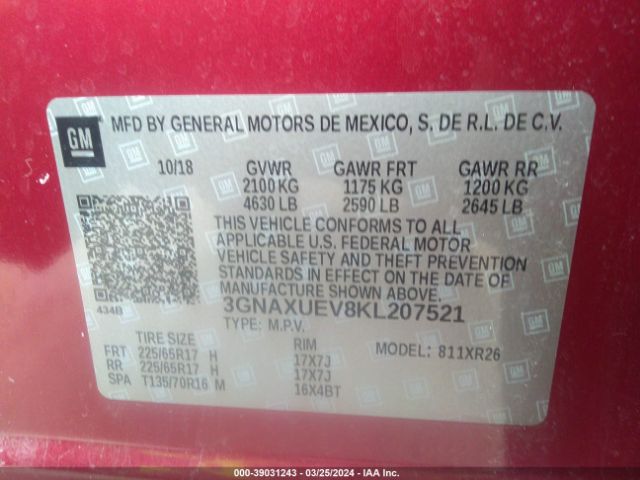 GM MFD BY GENERAL MOTORS DE MEXICO, S. DE R.L. DE C.V.
10/18 GVWR GAWR FRT GAWR RR
2100 KG 1175 KG 1200 KG
4630 LB 2590 LB 2645 LB
THIS VEHICLE CONFORMS TO ALL
APPLICABLE U.S. FEDERAL MOTOR
VEHICLE SAFETY AND THEFT PREVENTION
STANDARDS IN EFFECT ON THE DATE OF
MANUFACTURE SHOWN ABOVE.
434B
3GNAXUEV8KL207521
TYPE: M.P.V.
TIRE SIZE RIM MODEL: 811XR26
FRT 225/65R17 H 17X7J
RR 225/65R17 H 17X7J
SPA T135/70R16 M 16X4BT
000-39031243 - 03/25/2024 - IAA Inc.